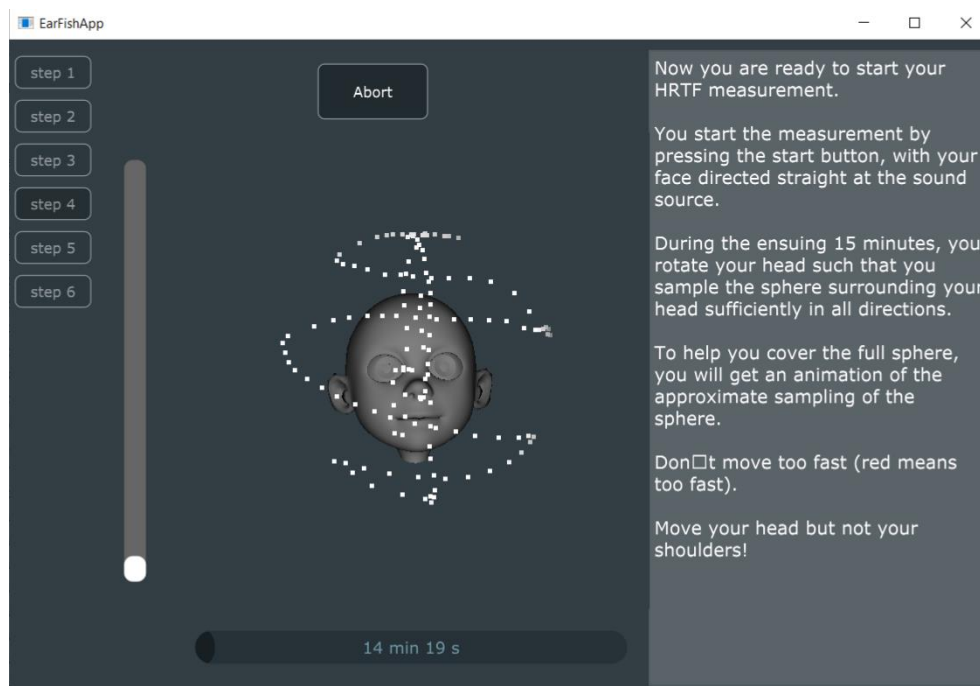 EarFishApp
step 1
step 2
step 3
step 4
step 5
step 6
Abort
14 min 19 s
Now you are ready to start your
HRTF measurement.
You start the measurement by
pressing the start button, with your
face directed straight at the sound
source.
During the ensuing 15 minutes, you
rotate your head such that you
sample the sphere surrounding your
head sufficiently in all directions.
To help you cover the full sphere,
you will get an animation of the
approximate sampling of the
sphere.
Don□t move too fast (red means
too fast).
Move your head but not your
shoulders!